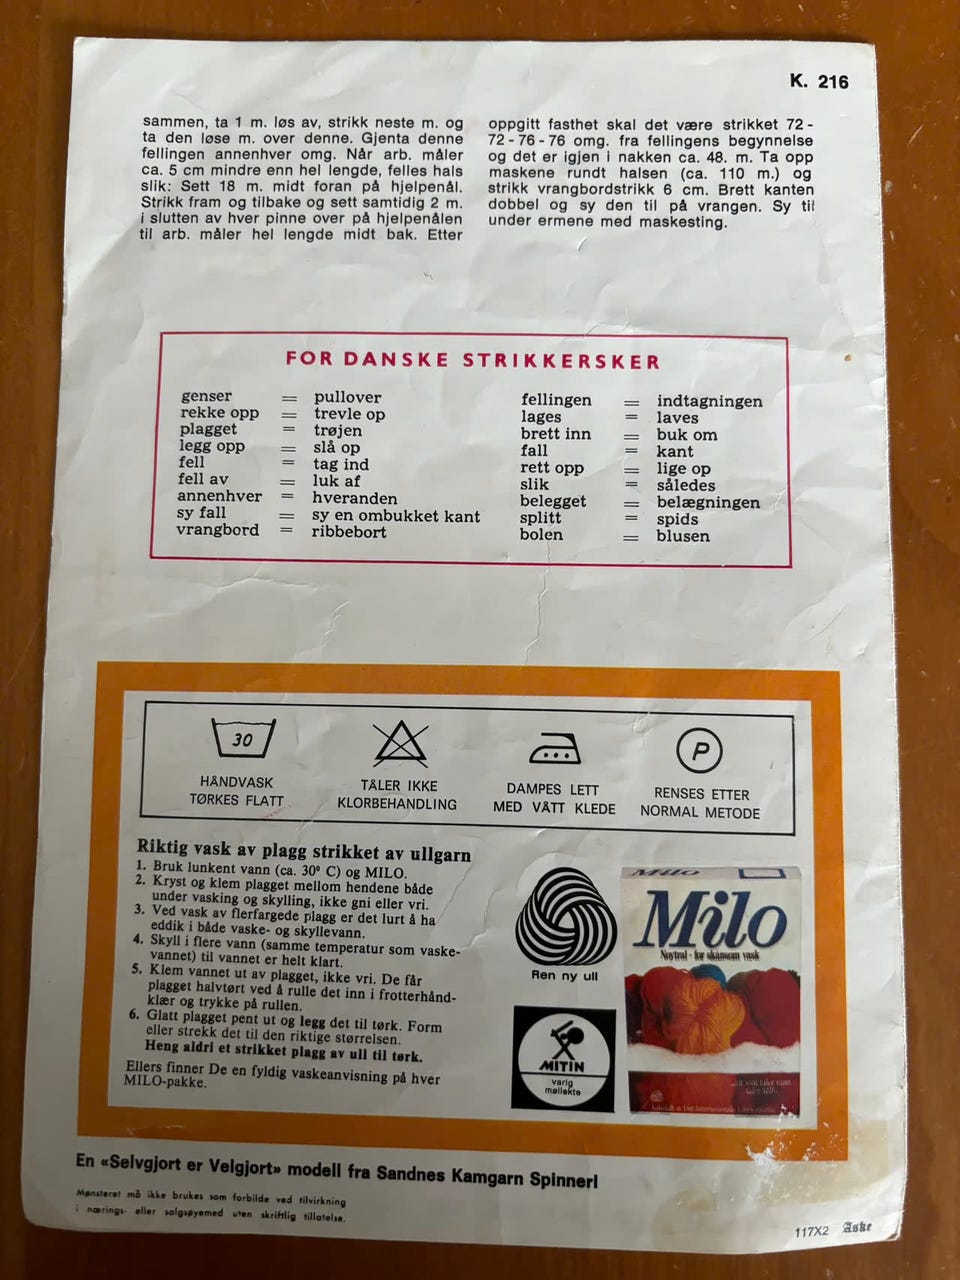 K. 216
sammen, ta 1 m. løs av, strikk neste m. og
ta den løse m. over denne. Gjenta denne
fellingen annenhver omg. Når arb. måler
ca. 5 cm mindre enn hel lengde, felles hals
slik: Sett 18 m. midt foran på hjelpenål.
Strikk fram og tilbake og sett samtidig 2 m.
i slutten av hver pinne over på hjelpenålen
til arb. måler hel lengde midt bak. Etter
oppgitt fasthet skal det være strikket 72-
72-76-76 omg. fra fellingens begynnelse
og det er igjen i nakken ca. 48. m. Ta opp
maskene rundt halsen (ca. 110 m.) og
strikk vrangbordstrikk 6 cm. Brett kanten
dobbel og sy den til på vrangen. Sy til
under ermene med maskesting.
FOR DANSKE STRIKKERSKER
genser = pullover
rekke opp = trevle op
plagget = trøjen
legg opp = slå op
fell = tag ind
fell av = luk af
annenhver = hveranden
sy fall = sy en ombukket kant
vrangbord = ribbebort
fellingen = indtagningen
lages = laves
brett inn = buk om
fall = kant
rett opp = lige op
slik = således
belegget = belægningen
splitt = spids
bolen = blusen
30
HÅNDVASK
TØRKES FLATT
TÅLER IKKE
KLORBEHANDLING
DAMPES LETT
MED VÅTT KLEDE
P
RENSES ETTER
NORMAL METODE
Riktig vask av plagg strikket av ullgarn
1. Bruk lunkent vann (ca. 30° C) og MILO.
2. Kryst og klem plagget mellom hendene både
under vasking og skylling, ikke gni eller vri.
3. Ved vask av flerfargede plagg er det lurt å ha
eddik i både vaske- og skyllevann.
4. Skyll i flere vann (samme temperatur som vaske-
vannet) til vannet er helt klart.
5. Klem vannet ut av plagget, ikke vri. De får
plagget halvtørt ved å rulle det inn i frotterhånd-
klær og trykke på rullen.
6. Glatt plagget pent ut og legg det til tørk. Form
eller strekk det til den riktige størrelsen.
Heng aldri et strikket plagg av ull til tørk.
Ellers finner De en fyldig vaskeanvisning på hver
MILO-pakke.
Ren ny ull
MITIN
varig
møllekte
Milo
Milo
Nøytral - for skånsom vask
En «Selvgjort er Velgjort» modell fra Sandnes Kamgarn Spinneri
Mønsteret må ikke brukes som forbilde ved tilvirkning
i nærings- eller salgsøyemed uten skriftlig tillatelse.
117X2 Aske